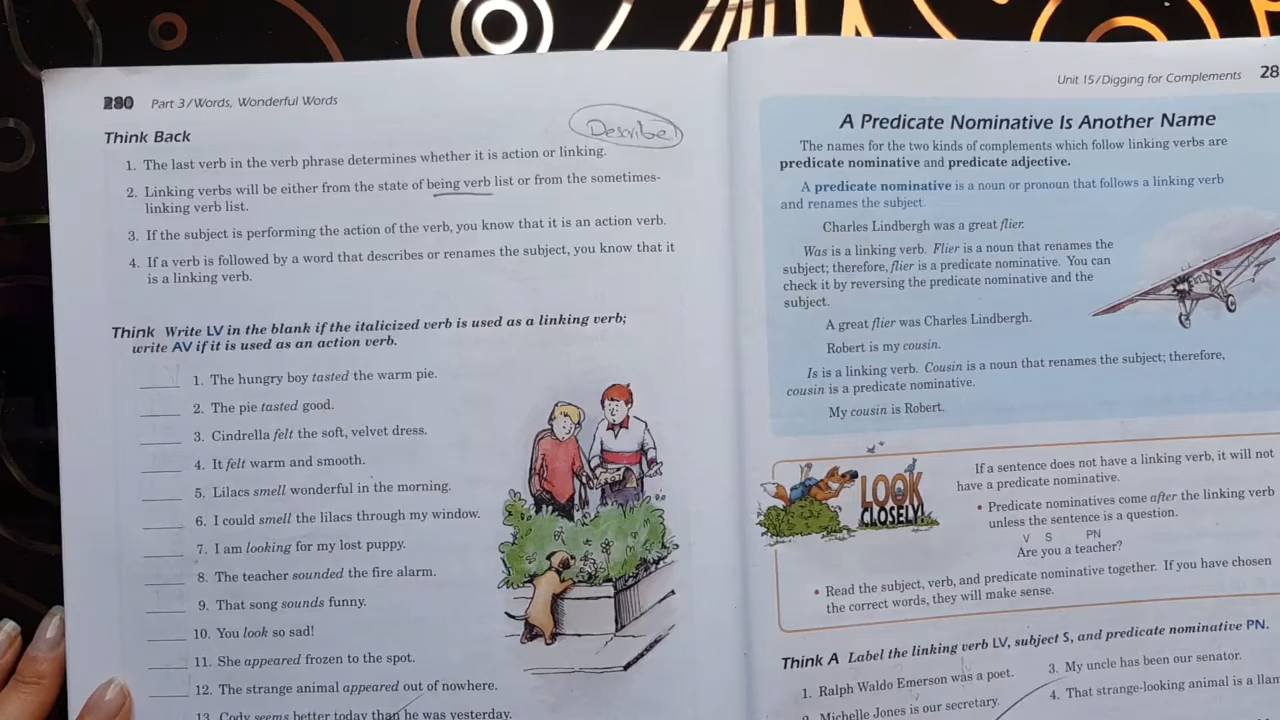 280 Part 3/Words, Wonderful Words
Describe
Think Back
1. The last verb in the verb phrase determines whether it is action or linking.
2. Linking verbs will be either from the state of being verb list or from the sometimes-
linking verb list.
3. If the subject is performing the action of the verb, you know that it is an action verb.
4. If a verb is followed by a word that describes or renames the subject, you know that it
is a linking verb.
Think Write LV in the blank if the italicized verb is used as a linking verb;
write AV if it is used as an action verb.
1. The hungry boy tasted the warm pie.
2. The pie tasted good.
3. Cindrella felt the soft, velvet dress.
4. It felt warm and smooth.
5. Lilacs smell wonderful in the morning.
6. I could smell the lilacs through my window.
7. I am looking for my lost puppy.
8. The teacher sounded the fire alarm.
9. That song sounds funny.
10. You look so sad!
11. She appeared frozen to the spot.
12. The strange animal appeared out of nowhere.
13. Cody seems better today than he was yesterday.
Unit 15/Digging for Complements 28
A Predicate Nominative Is Another Name
The names for the two kinds of complements which follow linking verbs are
predicate nominative and predicate adjective.
A predicate nominative is a noun or pronoun that follows a linking verb
and renames the subject.
Charles Lindbergh was a great flier.
Was is a linking verb. Flier is a noun that renames the
subject; therefore, flier is a predicate nominative. You can
check it by reversing the predicate nominative and the
subject.
A great flier was Charles Lindbergh.
Robert is my cousin.
Is is a linking verb. Cousin is a noun that renames the subject; therefore,
cousin is a predicate nominative.
My cousin is Robert.
LOOK
CLOSELY!
If a sentence does not have a linking verb, it will not
have a predicate nominative.
• Predicate nominatives come after the linking verb
unless the sentence is a question.
V S PN
Are you a teacher?
• Read the subject, verb, and predicate nominative together. If you have chosen
the correct words, they will make sense.
Think A Label the linking verb LV, subject S, and predicate nominative PN.
1. Ralph Waldo Emerson was a poet.
2. Michelle Jones is our secretary.
3. My uncle has been our senator.
4. That strange-looking animal is a llam